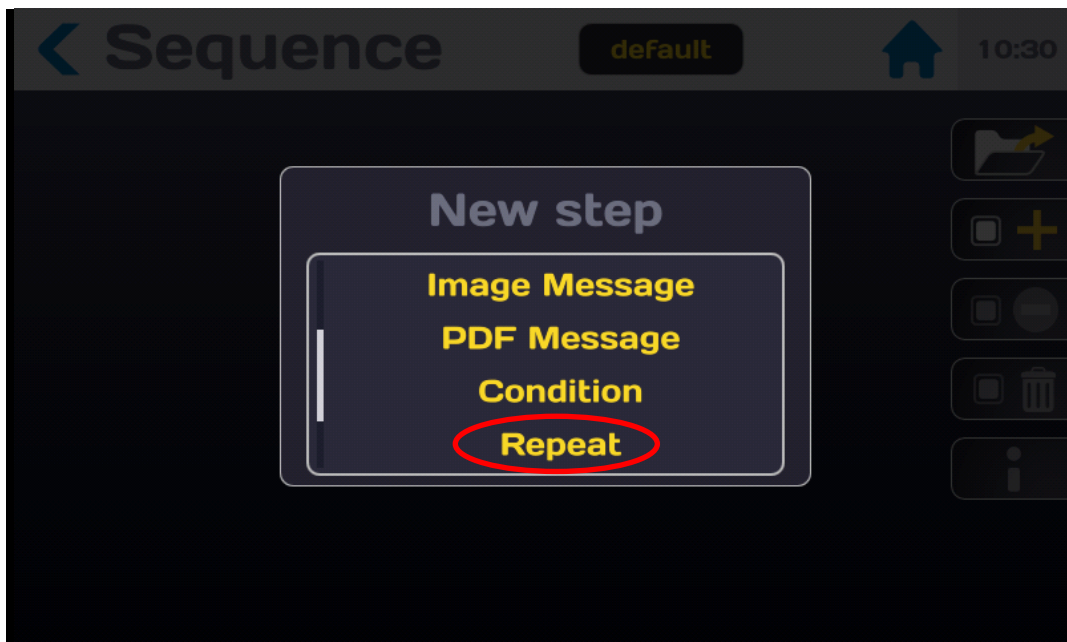 Sequence
default
10:30
New step
Image Message
PDF Message
Condition
Repeat